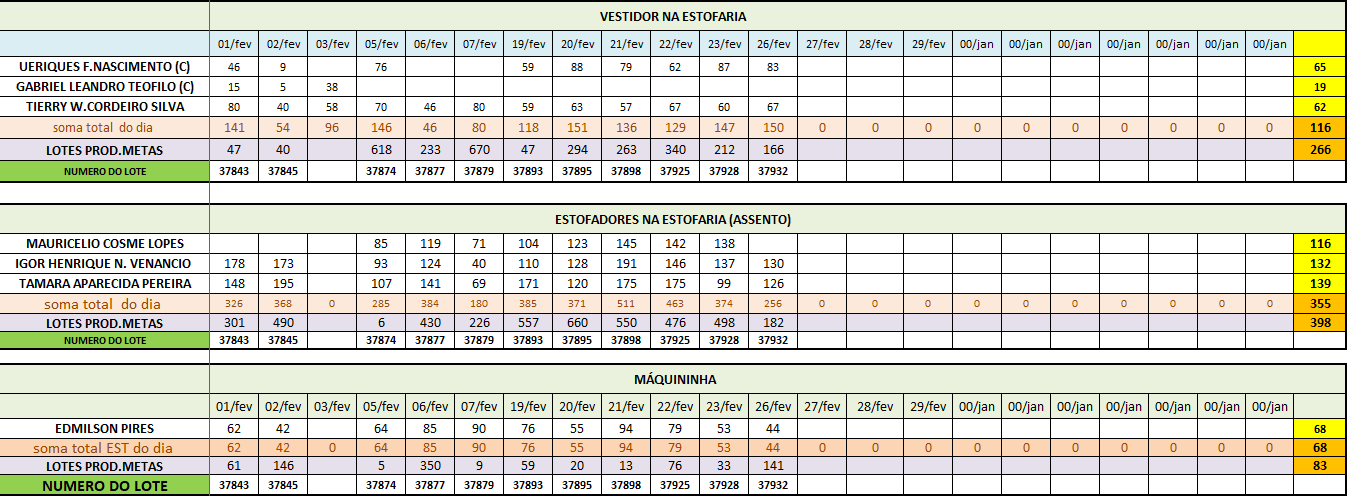 VESTIDOR NA ESTOFARIA
01/fev 02/fev 03/fev 05/fev 06/fev 07/fev 19/fev 20/fev 21/fev 22/fev 23/fev 26/fev 27/fev 28/fev 29/fev 00/jan 00/jan 00/jan 00/jan 00/jan 00/jan 00/jan
UERIQUES F.NASCIMENTO (C) 46 9 76 59 88 79 62 87 83 65
GABRIEL LEANDRO TEOFILO (C) 15 5 38 19
TIERRY W.CORDEIRO SILVA 80 40 58 70 46 80 59 63 57 67 60 67 62
soma total do dia 141 54 96 146 46 80 118 151 136 129 147 150 0 0 0 0 0 0 0 0 0 0 116
LOTES PROD.METAS 47 40 618 233 670 47 294 263 340 212 166 266
NUMERO DO LOTE 37843 37845 37874 37877 37879 37893 37895 37898 37925 37928 37932
ESTOFADORES NA ESTOFARIA (ASSENTO)
MAURICELIO COSME LOPES 85 119 71 104 123 145 142 138 116
IGOR HENRIQUE N. VENANCIO 178 173 93 124 40 110 128 191 146 137 130 132
TAMARA APARECIDA PEREIRA 148 195 107 141 69 171 120 175 175 99 126 139
soma total do dia 326 368 0 285 384 180 385 371 511 463 374 256 0 0 0 0 0 0 0 0 0 0 355
LOTES PROD.METAS 301 490 6 430 226 557 660 550 476 498 182 398
NUMERO DO LOTE 37843 37845 37874 37877 37879 37893 37895 37898 37925 37928 37932
MÁQUININHA
01/fev 02/fev 03/fev 05/fev 06/fev 07/fev 19/fev 20/fev 21/fev 22/fev 23/fev 26/fev 27/fev 28/fev 29/fev 00/jan 00/jan 00/jan 00/jan 00/jan 00/jan 00/jan
EDMILSON PIRES 62 42 64 85 90 76 55 94 79 53 44 68
soma total EST do dia 62 42 0 64 85 90 76 55 94 79 53 44 0 0 0 0 0 0 0 0 0 0 68
LOTES PROD.METAS 61 146 5 350 9 59 20 13 76 33 141 83
NUMERO DO LOTE 37843 37845 37874 37877 37879 37893 37895 37898 37925 37928 37932